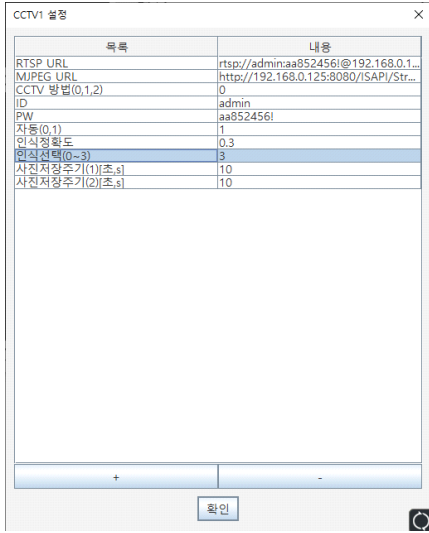 CCTV1 설정
목록 내용
RTSP URL rtsp://admin:aa852456!@192.168.0.1...
MJPEG URL http://192.168.0.125:8080/ISAPI/Str...
CCTV 방법(0,1,2) 0
ID admin
PW aa852456!
자동(0,1) 1
인식정확도 0.3
인식선택(0~3) 3
사진저장주기(1)[초,s] 10
사진저장주기(2)[초,s] 10
+ -
확인